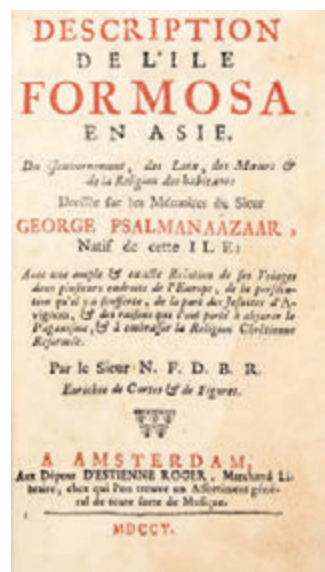 DESCRIPTION
DE L'ILE
FORMOSA
EN ASIE.
Du Gouvernement, des Loix, des Mœurs &
de la Religion des habitans:
Dressée sur les Mémoires du Sieur
GEORGE PSALMANAAZAAR,
Natif de cette ILE:
Avec une ample & exacte Relation de ses Voiages
dans plusieurs endroits de l'Europe, de la persécu-
tion qu'il y a soufferte, de la part des Jesuites d'A-
vignon, & des raisons qui l'ont porté à abjurer le
Paganisme, & à embrasser la Religion Chrêtienne
Reformée.
Par le Sieur N. F. D. B. R.
Enrichie de Cartes & de Figures.
A AMSTERDAM,
Aux Dépens D'ESTIENNE ROGER, Marchand Li-
braire, chez qui l'on trouve un Assortiment géné-
ral de toute sorte de Musique.
MDCCV.